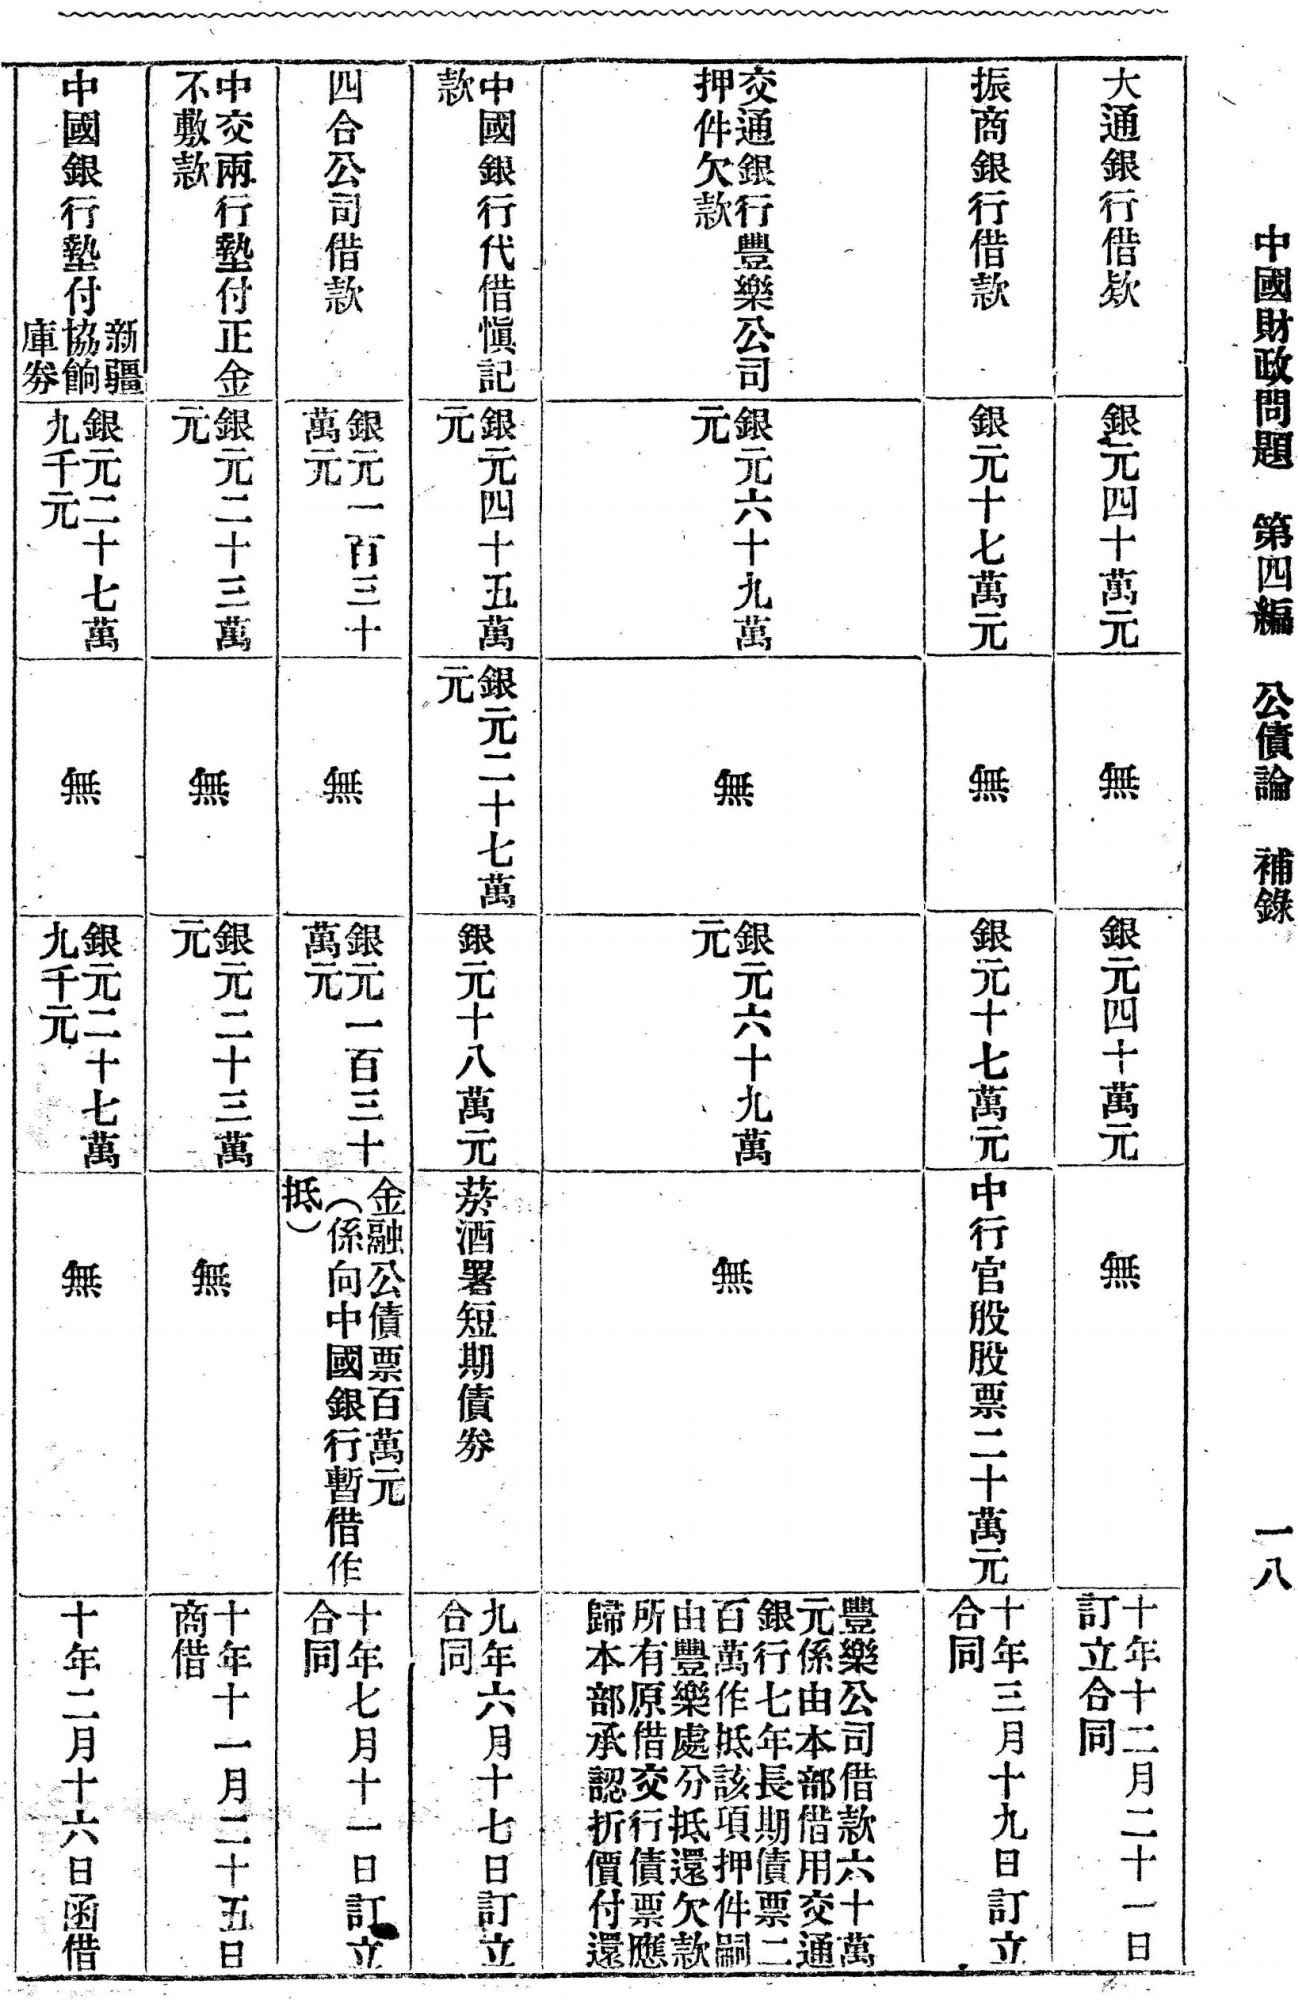 中國財政問題　第四編　公債論　補錄
一八
大通銀行借款
銀元四十萬元
無
銀元四十萬元
無
十年十二月二十一日
訂立合同
振商銀行借款
銀元十七萬元
無
銀元十七萬元
中行官股股票二十萬元
十年三月十九日訂立
合同
交通銀行豐樂公司
押件欠款
銀元六十九萬
元
無
銀元六十九萬
元
無
豐樂公司借款六十萬
元係由本部借用交通
銀行七年長期債票二
百萬作抵該項押件嗣
由豐樂處分抵還欠款
所有原借交行債票應
歸本部承認折價付還
中國銀行代借愼記
款
銀元四十五萬
元
銀元二十七萬
元
銀元十八萬元
菸酒署短期債券
九年六月十七日訂立
合同
四合公司借款
銀元一百三十
萬元
無
銀元一百三十
萬元
金融公債票百萬元
（係向中國銀行暫借作
抵）
十年七月十一日訂立
合同
中交兩行墊付正金
不敷款
銀元二十三萬
元
無
銀元二十三萬
元
無
十年十一月二十五日
商借
中國銀行墊付
新疆
協餉
庫券
銀元二十七萬
九千元
無
銀元二十七萬
九千元
無
十年二月十六日函借